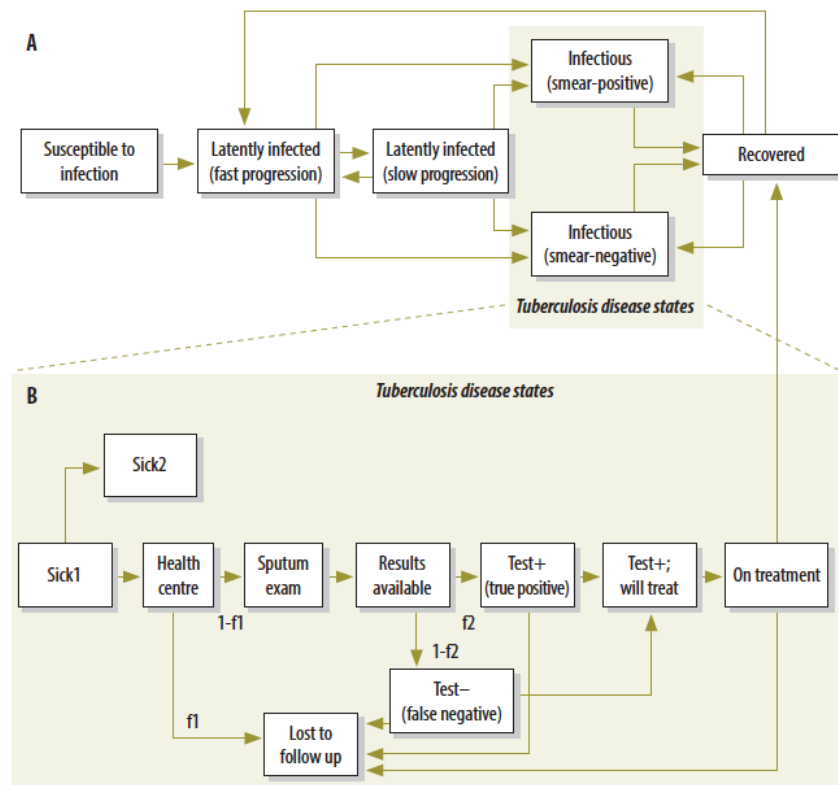 A
Susceptible to
infection
Latently infected
(fast progression)
Latently infected
(slow progression)
Infectious
(smear-positive)
Infectious
(smear-negative)
Recovered
Tuberculosis disease states
B
Tuberculosis disease states
Sick2
Sick1
Health
centre
Sputum
exam
Results
available
Test+
(true positive)
Test+;
will treat
On treatment
1-f1
f2
1-f2
Test–
(false negative)
f1
Lost to
follow up